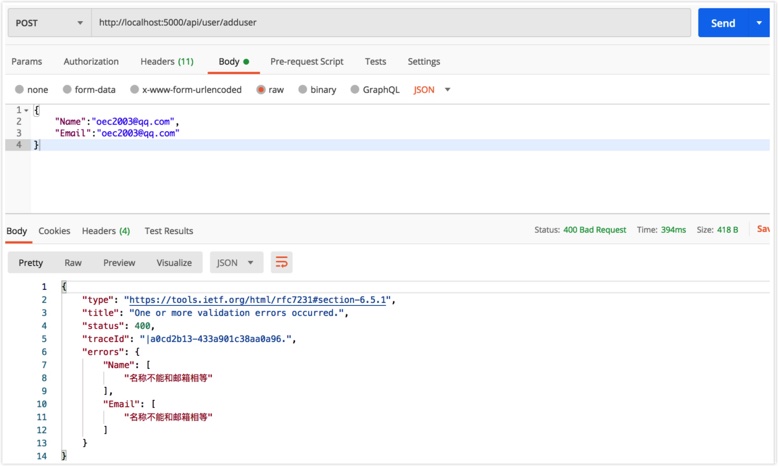 POST http://localhost:5000/api/user/adduser Send
Params Authorization Headers (11) Body Pre-request Script Tests Settings
none form-data x-www-form-urlencoded raw binary GraphQL JSON
1 {
2 "Name":"oec2003@qq.com",
3 "Email":"oec2003@qq.com"
4 }
Body Cookies Headers (4) Test Results Status: 400 Bad Request Time: 394ms Size: 418 B Sav
Pretty Raw Preview Visualize JSON
1 {
2 "type": "https://tools.ietf.org/html/rfc7231#section-6.5.1",
3 "title": "One or more validation errors occurred.",
4 "status": 400,
5 "traceId": "|a0cd2b13-433a901c38aa0a96.",
6 "errors": {
7 "Name": [
8 "名称不能和邮箱相等"
9 ],
10 "Email": [
11 "名称不能和邮箱相等"
12 ]
13 }
14 }